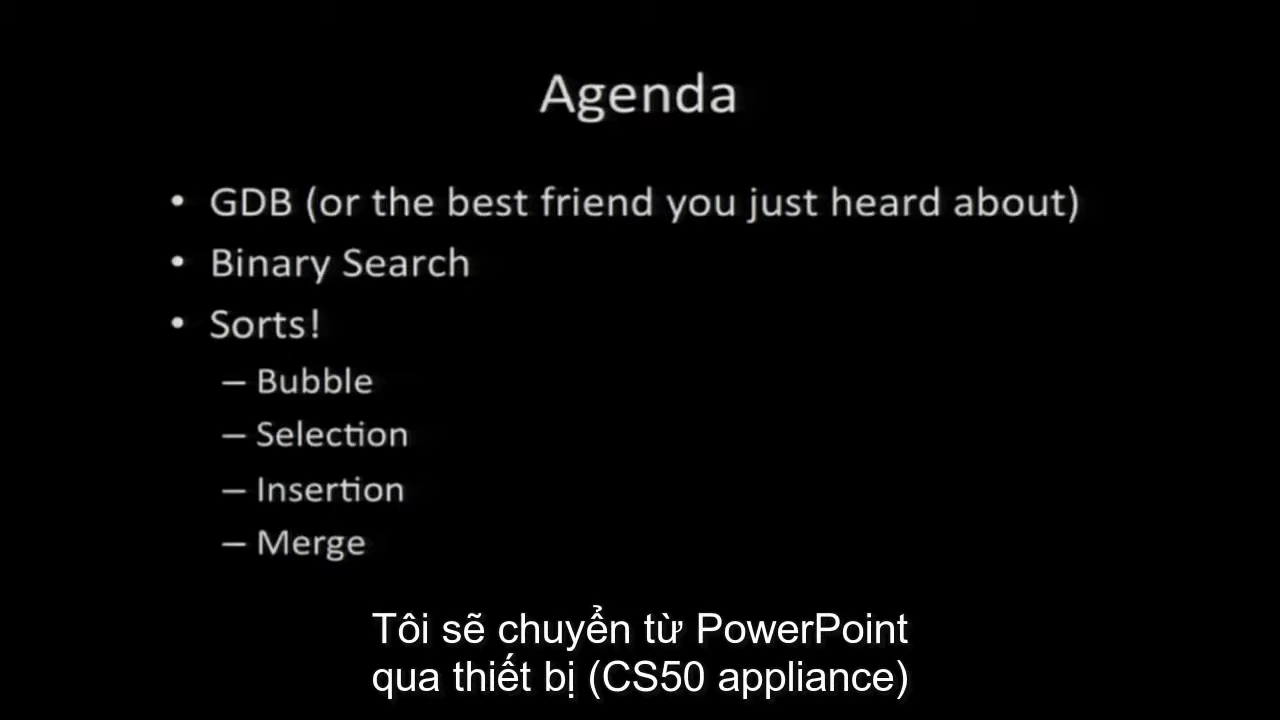 Agenda
• GDB (or the best friend you just heard about)
• Binary Search
• Sorts!
– Bubble
– Selection
– Insertion
– Merge
Tôi sẽ chuyển từ PowerPoint
qua thiết bị (CS50 appliance)